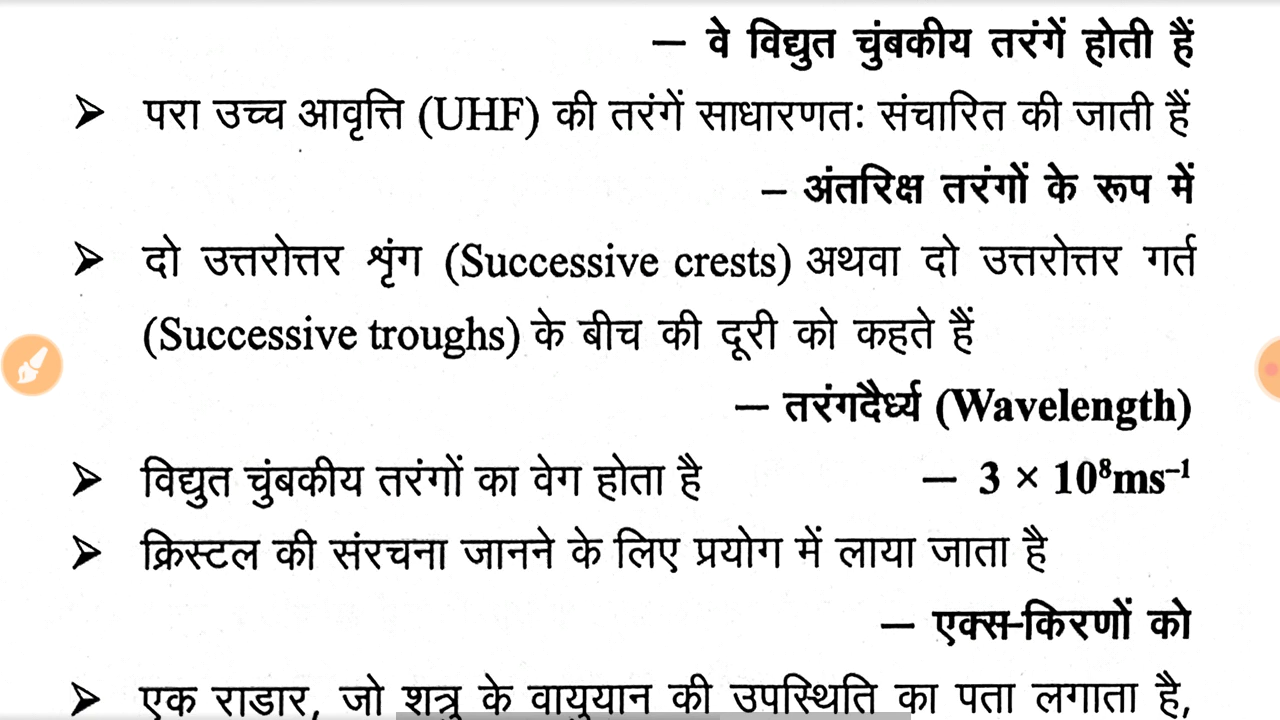 — वे विद्युत चुंबकीय तरंगें होती हैं
➢ परा उच्च आवृत्ति (UHF) की तरंगें साधारणतः संचारित की जाती हैं
– अंतरिक्ष तरंगों के रूप में
➢ दो उत्तरोत्तर शृंग (Successive crests) अथवा दो उत्तरोत्तर गर्त
(Successive troughs) के बीच की दूरी को कहते हैं
— तरंगदैर्ध्य (Wavelength)
➢ विद्युत चुंबकीय तरंगों का वेग होता है — 3 × 10⁸ms⁻¹
➢ क्रिस्टल की संरचना जानने के लिए प्रयोग में लाया जाता है
— एक्स-किरणों को
➢ एक राडार, जो शत्रु के वायुयान की उपस्थिति का पता लगाता है,